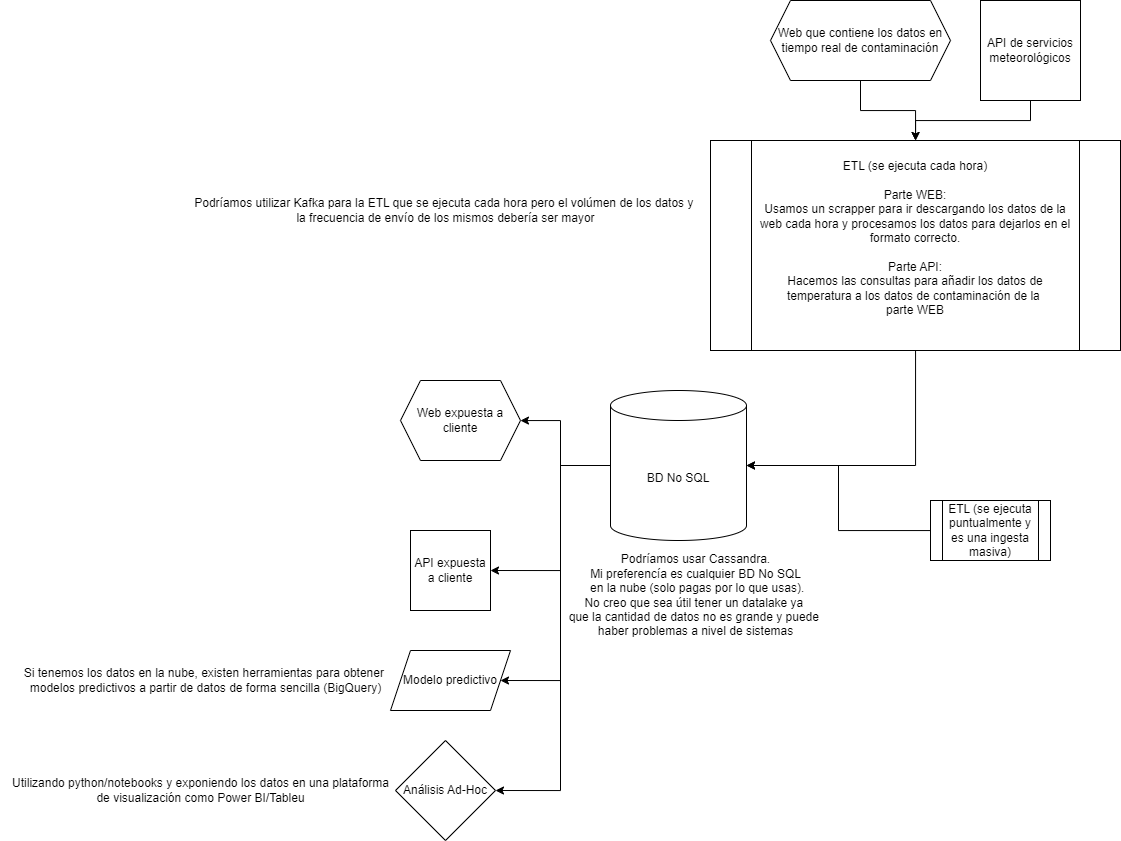 Web que contiene los datos en
tiempo real de contaminación
API de servicios
meteorológicos
ETL (se ejecuta cada hora)
Parte WEB:
Usamos un scrapper para ir descargando los datos de la
web cada hora y procesamos los datos para dejarlos en el
formato correcto.
Parte API:
Hacemos las consultas para añadir los datos de
temperatura a los datos de contaminación de la
parte WEB
Podríamos utilizar Kafka para la ETL que se ejecuta cada hora pero el volúmen de los datos y
la frecuencia de envío de los mismos debería ser mayor
Web expuesta a
cliente
BD No SQL
ETL (se ejecuta
puntualmente y
es una ingesta
masiva)
API expuesta
a cliente
Podríamos usar Cassandra.
Mi preferencía es cualquier BD No SQL
en la nube (solo pagas por lo que usas).
No creo que sea útil tener un datalake ya
que la cantidad de datos no es grande y puede
haber problemas a nivel de sistemas
Si tenemos los datos en la nube, existen herramientas para obtener
modelos predictivos a partir de datos de forma sencilla (BigQuery)
Modelo predictivo
Utilizando python/notebooks y exponiendo los datos en una plataforma
de visualización como Power BI/Tableu
Análisis Ad-Hoc